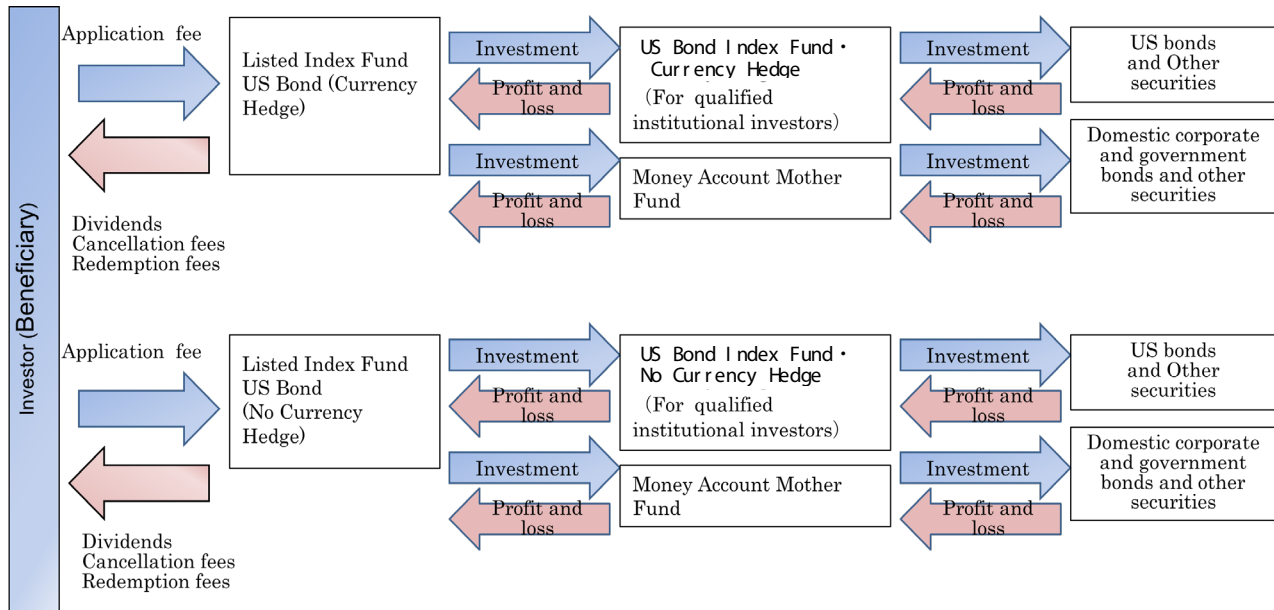 Investor (Beneficiary)
Application fee
Dividends
Cancellation fees
Redemption fees
Listed Index Fund
US Bond (Currency
Hedge)
Investment
Profit and
loss
Investment
Profit and
loss
US Bond Index Fund・
Currency Hedge
(For qualified
institutional investors)
Money Account Mother
Fund
Investment
Profit and
loss
Investment
Profit and
loss
US bonds
and Other
securities
Domestic corporate
and government
bonds and other
securities
Application fee
Dividends
Cancellation fees
Redemption fees
Listed Index Fund
US Bond
(No Currency
Hedge)
Investment
Profit and
loss
Investment
Profit and
loss
US Bond Index Fund・
No Currency Hedge
(For qualified
institutional investors)
Money Account Mother
Fund
Investment
Profit and
loss
Investment
Profit and
loss
US bonds
and Other
securities
Domestic corporate
and government
bonds and other
securities